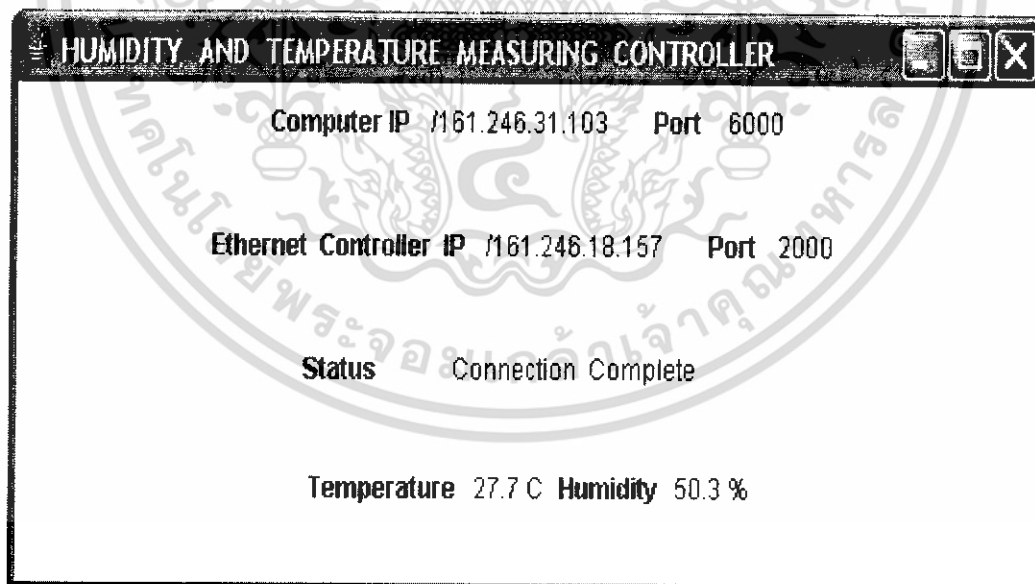 HUMIDITY AND TEMPERATURE MEASURING CONTROLLER
Computer IP /161.246.31.103 Port 6000
Ethernet Controller IP /161.246.18.157 Port 2000
Status Connection Complete
Temperature 27.7 C Humidity 50.3 %